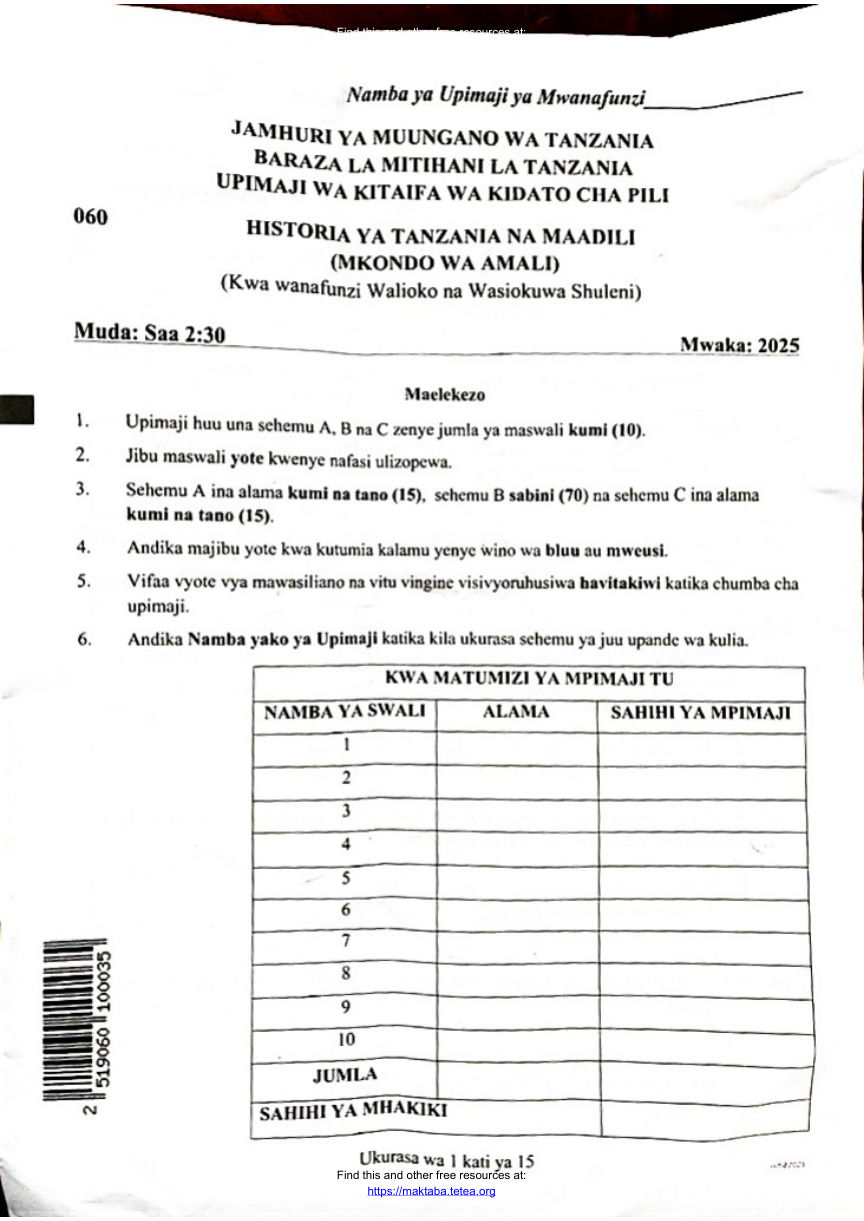 Find this and other free resources at:
Namba ya Upimaji ya Mwanafunzi
JAMHURI YA MUUNGANO WA TANZANIA
BARAZA LA MITIHANI LA TANZANIA
UPIMAJI WA KITAIFA WA KIDATO CHA PILI
060
HISTORIA YA TANZANIA NA MAADILI
(MKONDO WA AMALI)
(Kwa wanafunzi Walioko na Wasiokuwa Shuleni)
Muda: Saa 2:30 Mwaka: 2025
Maelekezo
1. Upimaji huu una sehemu A, B na C zenye jumla ya maswali kumi (10).
2. Jibu maswali yote kwenye nafasi ulizopewa.
3. Sehemu A ina alama kumi na tano (15), sehemu B sabini (70) na sehemu C ina alama
kumi na tano (15).
4. Andika majibu yote kwa kutumia kalamu yenye wino wa bluu au mweusi.
5. Vifaa vyote vya mawasiliano na vitu vingine visivyoruhusiwa havitakiwi katika chumba cha
upimaji.
6. Andika Namba yako ya Upimaji katika kila ukurasa sehemu ya juu upande wa kulia.
KWA MATUMIZI YA MPIMAJI TU
NAMBA YA SWALI ALAMA SAHIHI YA MPIMAJI
1
2
3
4
5
6
7
8
9
10
JUMLA
SAHIHI YA MHAKIKI
2 519060 100035
Ukurasa wa 1 kati ya 15
Find this and other free resources at:
https://maktaba.tetea.org